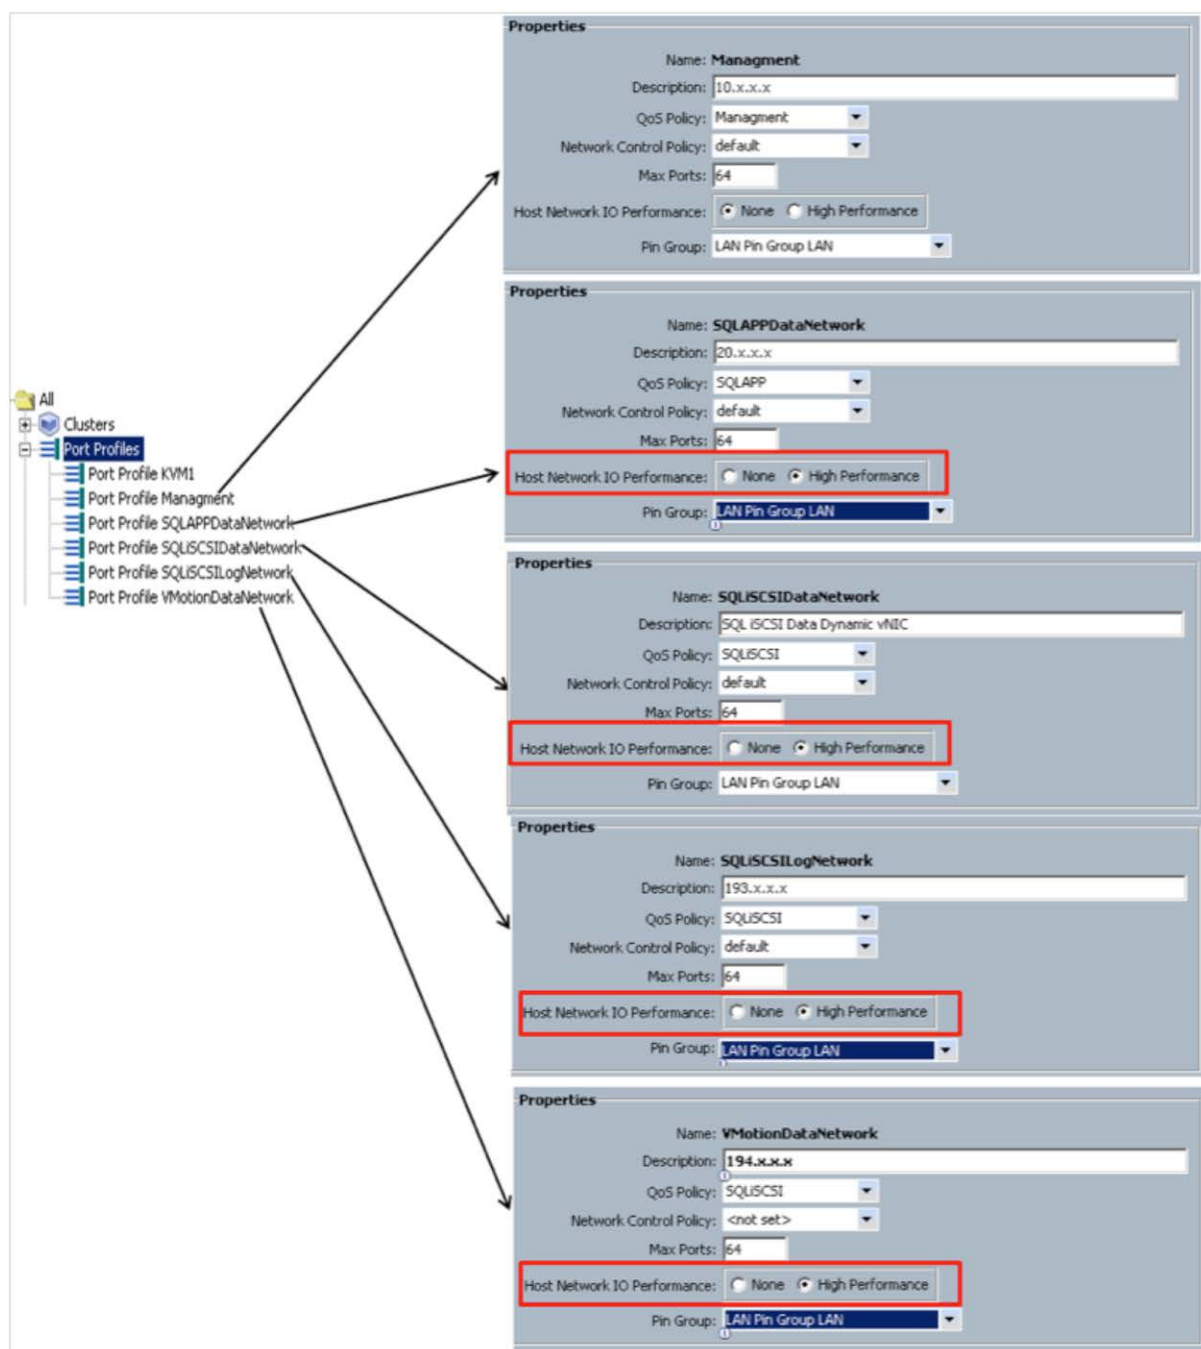 All
Clusters
Port Profiles
Port Profile KVM1
Port Profile Managment
Port Profile SQLAPPDataNetwork
Port Profile SQLiSCSIDataNetwork
Port Profile SQLiSCSILogNetwork
Port Profile VMotionDataNetwork
Properties
Name: Managment
Description: 10.x.x.x
QoS Policy: Managment
Network Control Policy: default
Max Ports: 64
Host Network IO Performance: None High Performance
Pin Group: LAN Pin Group LAN
Properties
Name: SQLAPPDataNetwork
Description: 20.x.x.x
QoS Policy: SQLAPP
Network Control Policy: default
Max Ports: 64
Host Network IO Performance: None High Performance
Pin Group: LAN Pin Group LAN
Properties
Name: SQLiSCSIDataNetwork
Description: SQL iSCSI Data Dynamic vNIC
QoS Policy: SQLiSCSI
Network Control Policy: default
Max Ports: 64
Host Network IO Performance: None High Performance
Pin Group: LAN Pin Group LAN
Properties
Name: SQLiSCSILogNetwork
Description: 193.x.x.x
QoS Policy: SQLiSCSI
Network Control Policy: default
Max Ports: 64
Host Network IO Performance: None High Performance
Pin Group: LAN Pin Group LAN
Properties
Name: VMotionDataNetwork
Description: 194.x.x.x
QoS Policy: SQLiSCSI
Network Control Policy: <not set>
Max Ports: 64
Host Network IO Performance: None High Performance
Pin Group: LAN Pin Group LAN